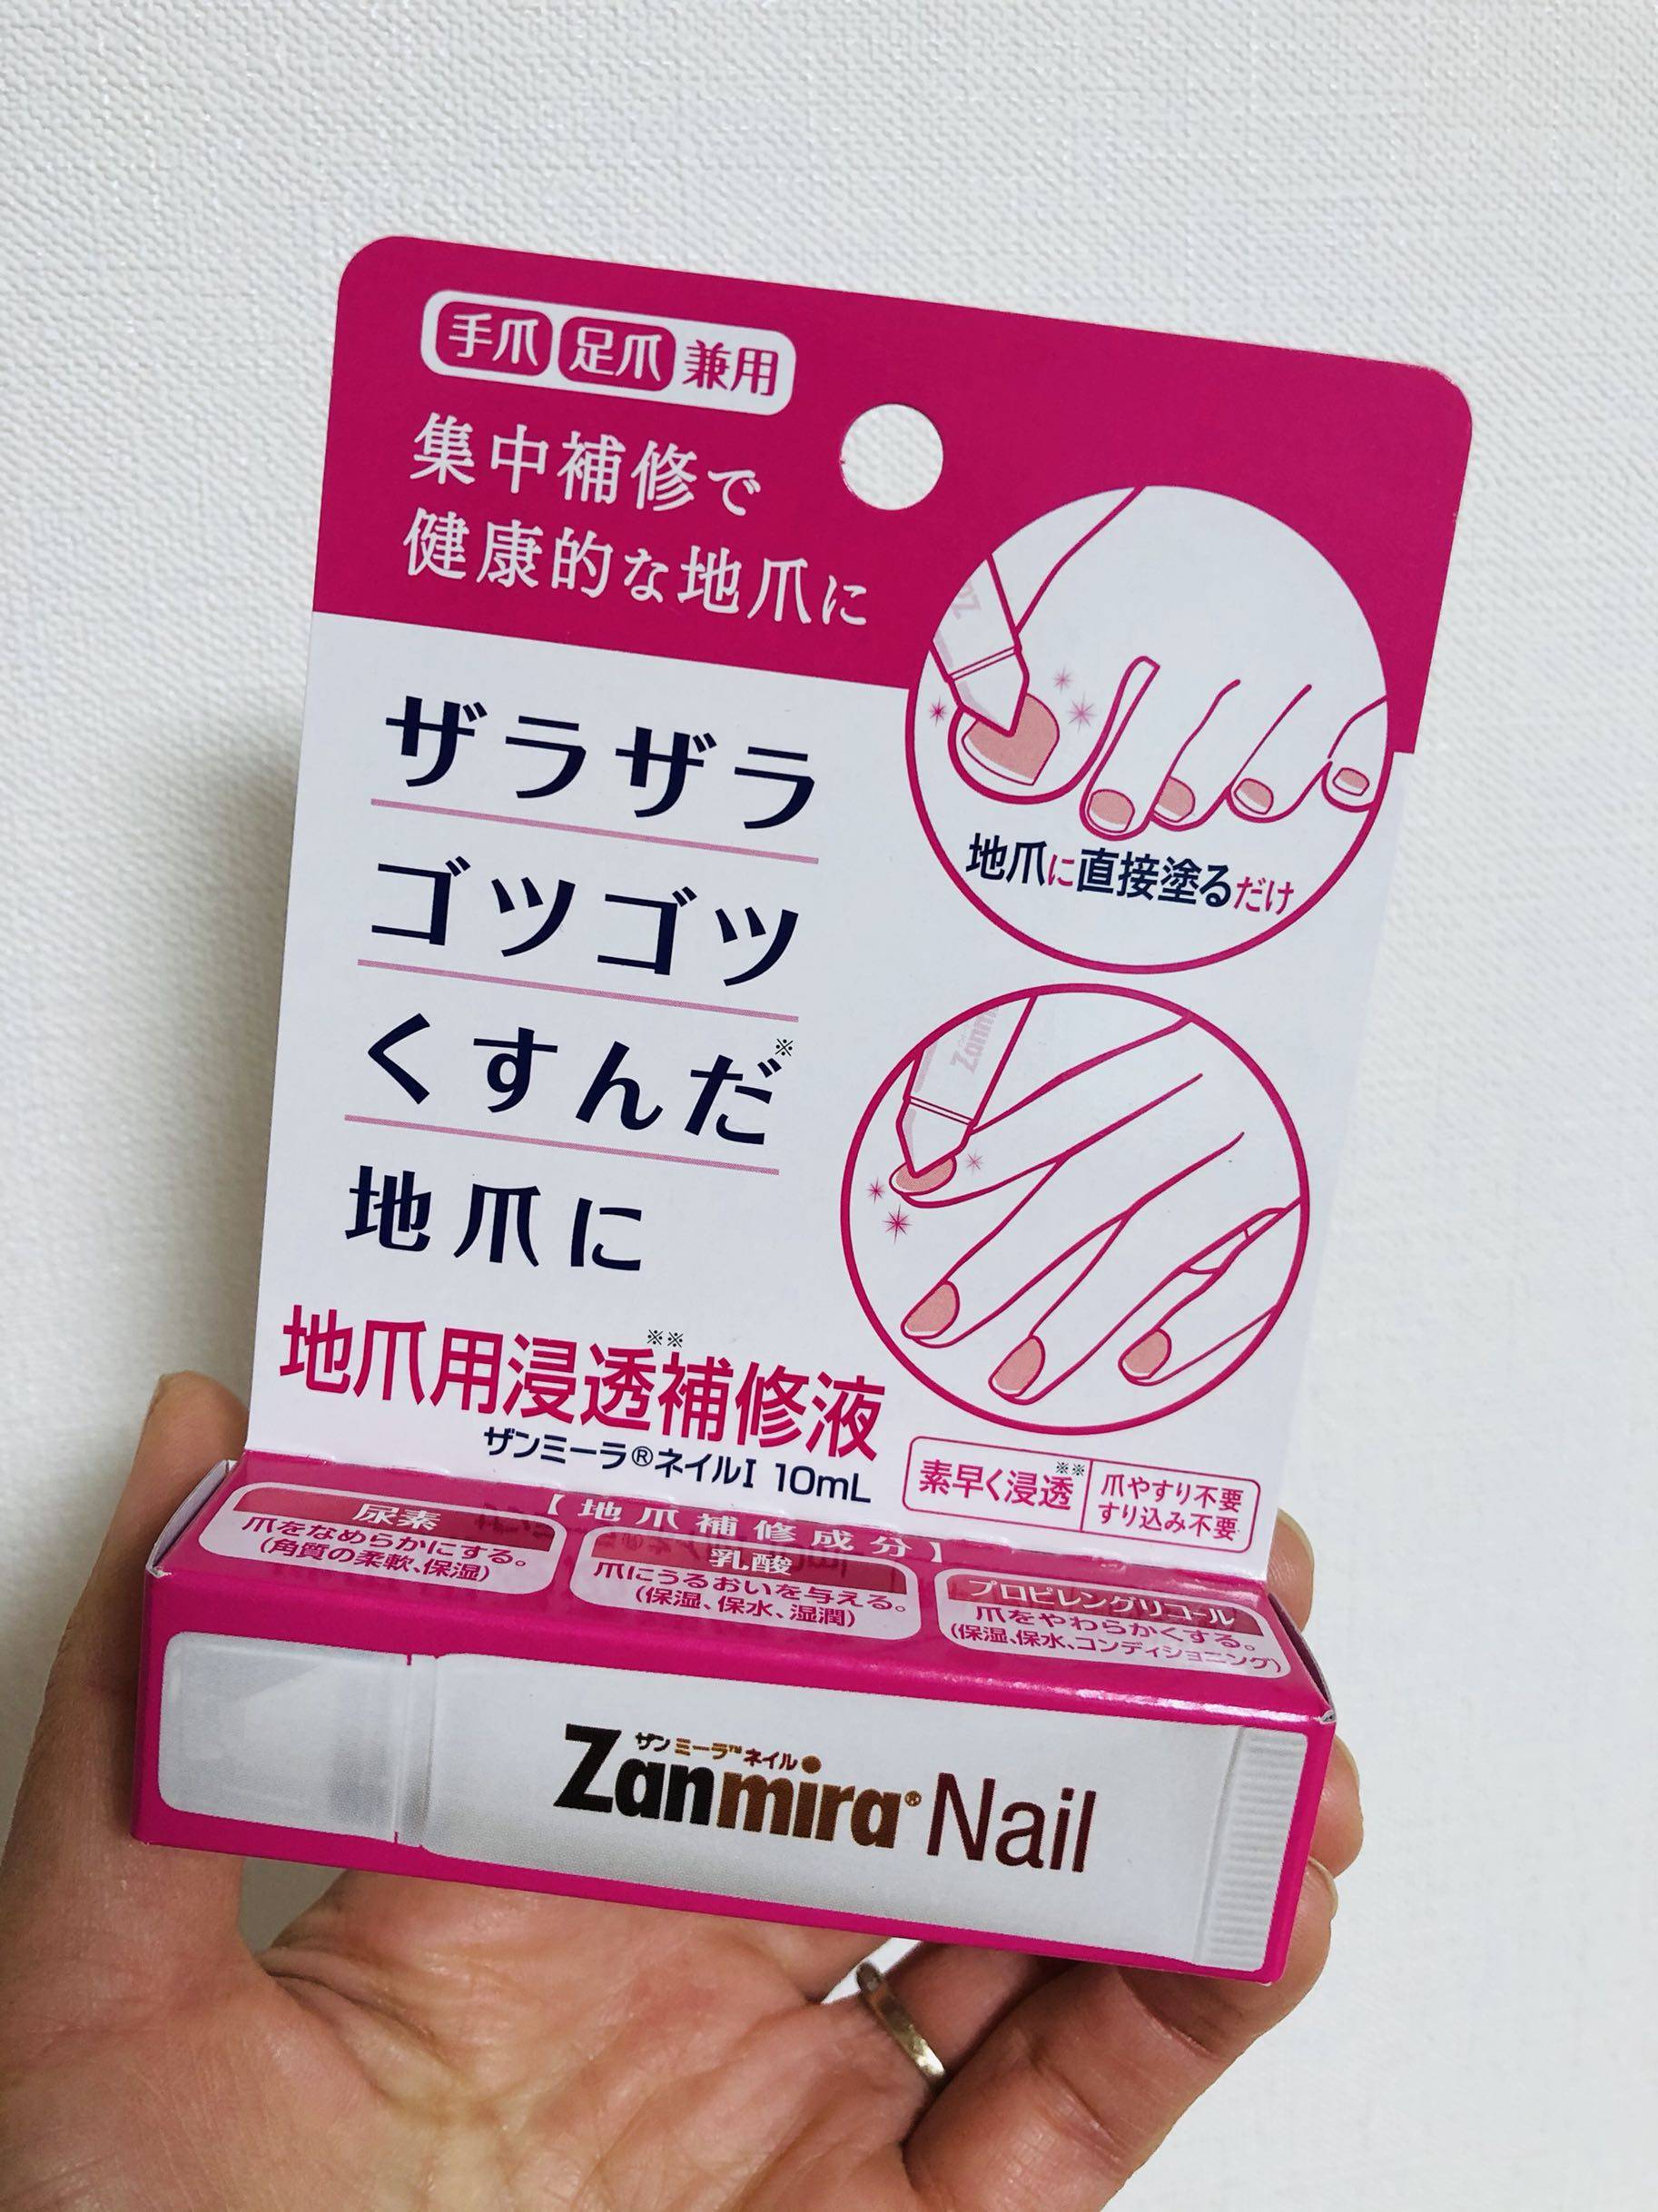 手爪 足爪 兼用
集中補修で
健康的な地爪に
ザラザラ
ゴツゴツ
くすんだ※
地爪に
地爪に直接塗るだけ
Zanm
地爪用浸透※※補修液
ザンミーラ®ネイルI 10mL
素早く浸透※※
爪やすり不要
すり込み不要
【地爪補修成分】
尿素
爪をなめらかにする。
(角質の柔軟、保湿)
乳酸
爪にうるおいを与える。
(保湿、保水、湿潤)
プロピレングリコール
爪をやわらかくする。
(保湿、保水、コンディショニング)
ザンミーラ™ネイル
Zanmira® Nail